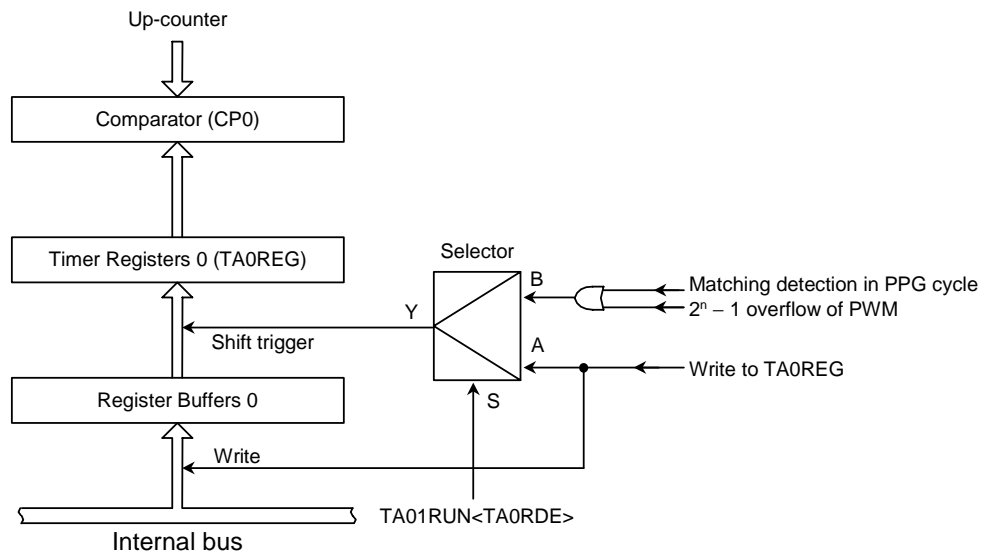 Up-counter
Comparator (CP0)
Timer Registers 0 (TA0REG)
Selector
B
Matching detection in PPG cycle
2ⁿ – 1 overflow of PWM
Y
Shift trigger
A
Write to TA0REG
Register Buffers 0
S
Write
TA01RUN<TA0RDE>
Internal bus